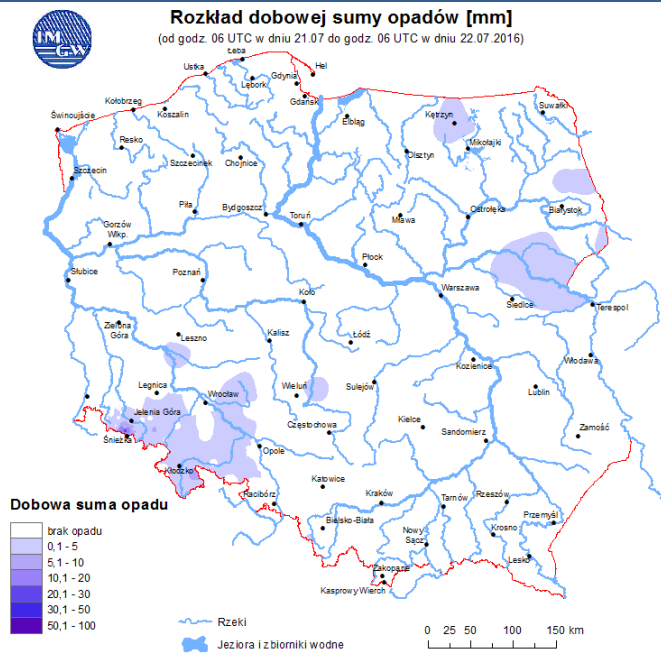 IM
GW
Rozkład dobowej sumy opadów [mm]
(od godz. 06 UTC w dniu 21.07 do godz. 06 UTC w dniu 22.07.2016)
Łeba
Hel
Ustka
Gdynia
Lębork
Gdańsk
Kołobrzeg
Koszalin
Suwałki
Świnoujście
Elbląg
Kętrzyn
Resko
Mikołajki
Szczecinek
Chojnice
Olsztyn
Szczecin
Piła
Bydgoszcz
Toruń
Mława
Ostrołęka
Białystok
Gorzów
Wlkp.
Płock
Słubice
Poznań
Koło
Warszawa
Siedlce
Terespol
Zielona
Góra
Leszno
Kalisz
Łódź
Kozienice
Włodawa
Legnica
Wrocław
Wieluń
Sulejów
Lublin
Jelenia Góra
Śnieżka
Częstochowa
Kielce
Sandomierz
Zamość
Opole
Kłodzko
Katowice
Racibórz
Kraków
Tarnów
Rzeszów
Bielsko-Biała
Nowy
Sącz
Krosno
Przemyśl
Lesko
Zakopane
Kasprowy Wierch
Dobowa suma opadu
brak opadu
0,1 - 5
5,1 - 10
10,1 - 20
20,1 - 30
30,1 - 50
50,1 - 100
Rzeki
Jeziora i zbiorniki wodne
0 25 50 100 150 km